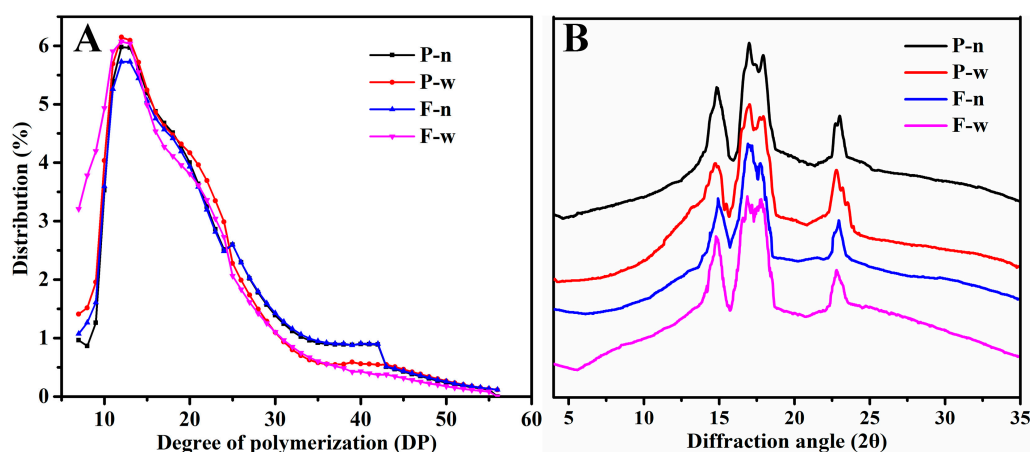 A
P-n
P-w
F-n
F-w
Distribution (%)
6
5
4
3
2
1
0
0 10 20 30 40 50 60
Degree of polymerization (DP)
B
P-n
P-w
F-n
F-w
5 10 15 20 25 30 35
Diffraction angle (2θ)